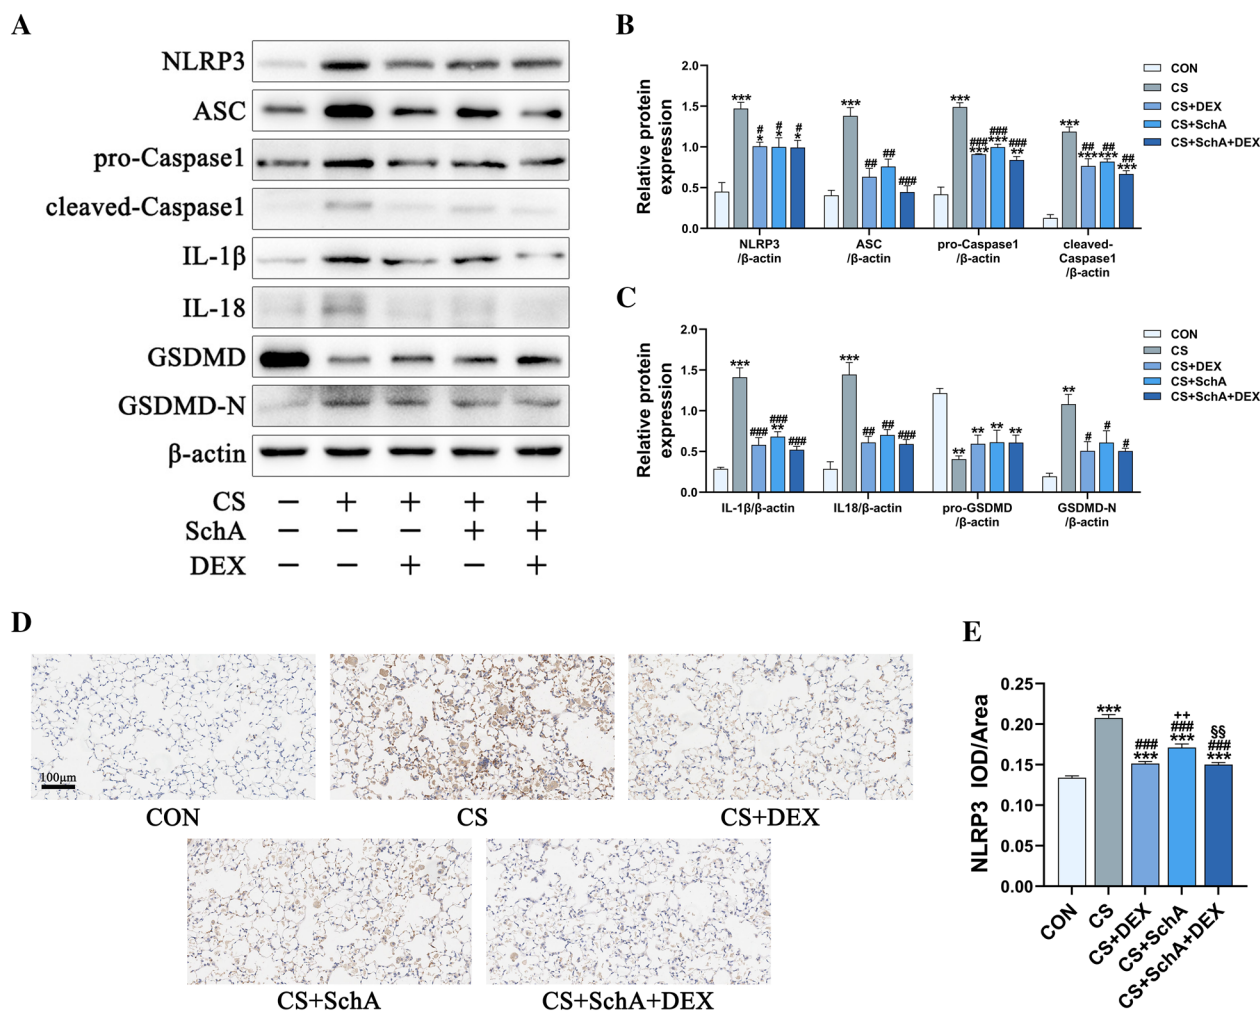 A
NLRP3
ASC
pro-Caspase1
cleaved-Caspase1
IL-1β
IL-18
GSDMD
GSDMD-N
β-actin
CS − + + + +
SchA − − − + +
DEX − − + − +
B
Relative protein
expression
2.0
1.5
1.0
0.5
0.0
*** # * # * # *
*** ## ## ###
*** ### *** ### *** ### **
*** ## *** ## *** ## ***
NLRP3
/β-actin
ASC
/β-actin
pro-Caspase1
/β-actin
cleaved-
Caspase1
/β-actin
CON
CS
CS+DEX
CS+SchA
CS+SchA+DEX
C
Relative protein
expression
2.0
1.5
1.0
0.5
0.0
*** ### ### ** ###
*** ## ## ###
** ** ** **
** # # #
IL-1β/β-actin
IL18/β-actin
pro-GSDMD
/β-actin
GSDMD-N
/β-actin
CON
CS
CS+DEX
CS+SchA
CS+SchA+DEX
D
100μm
CON
CS
CS+DEX
CS+SchA
CS+SchA+DEX
E
NLRP3 IOD/Area
0.25
0.20
0.15
0.10
0.05
0.00
***
###
***
++
###
***
§§
###
***
CON
CS
CS+DEX
CS+SchA
CS+SchA+DEX